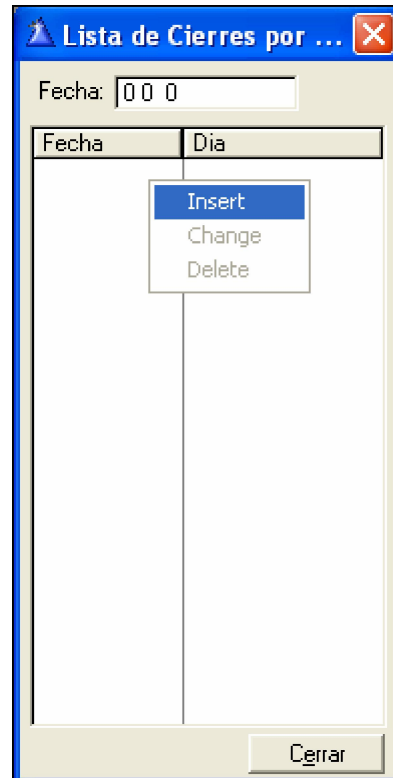 Lista de Cierres por ...
Fecha: 0 0 0
Fecha Dia
Insert
Change
Delete
Cerrar